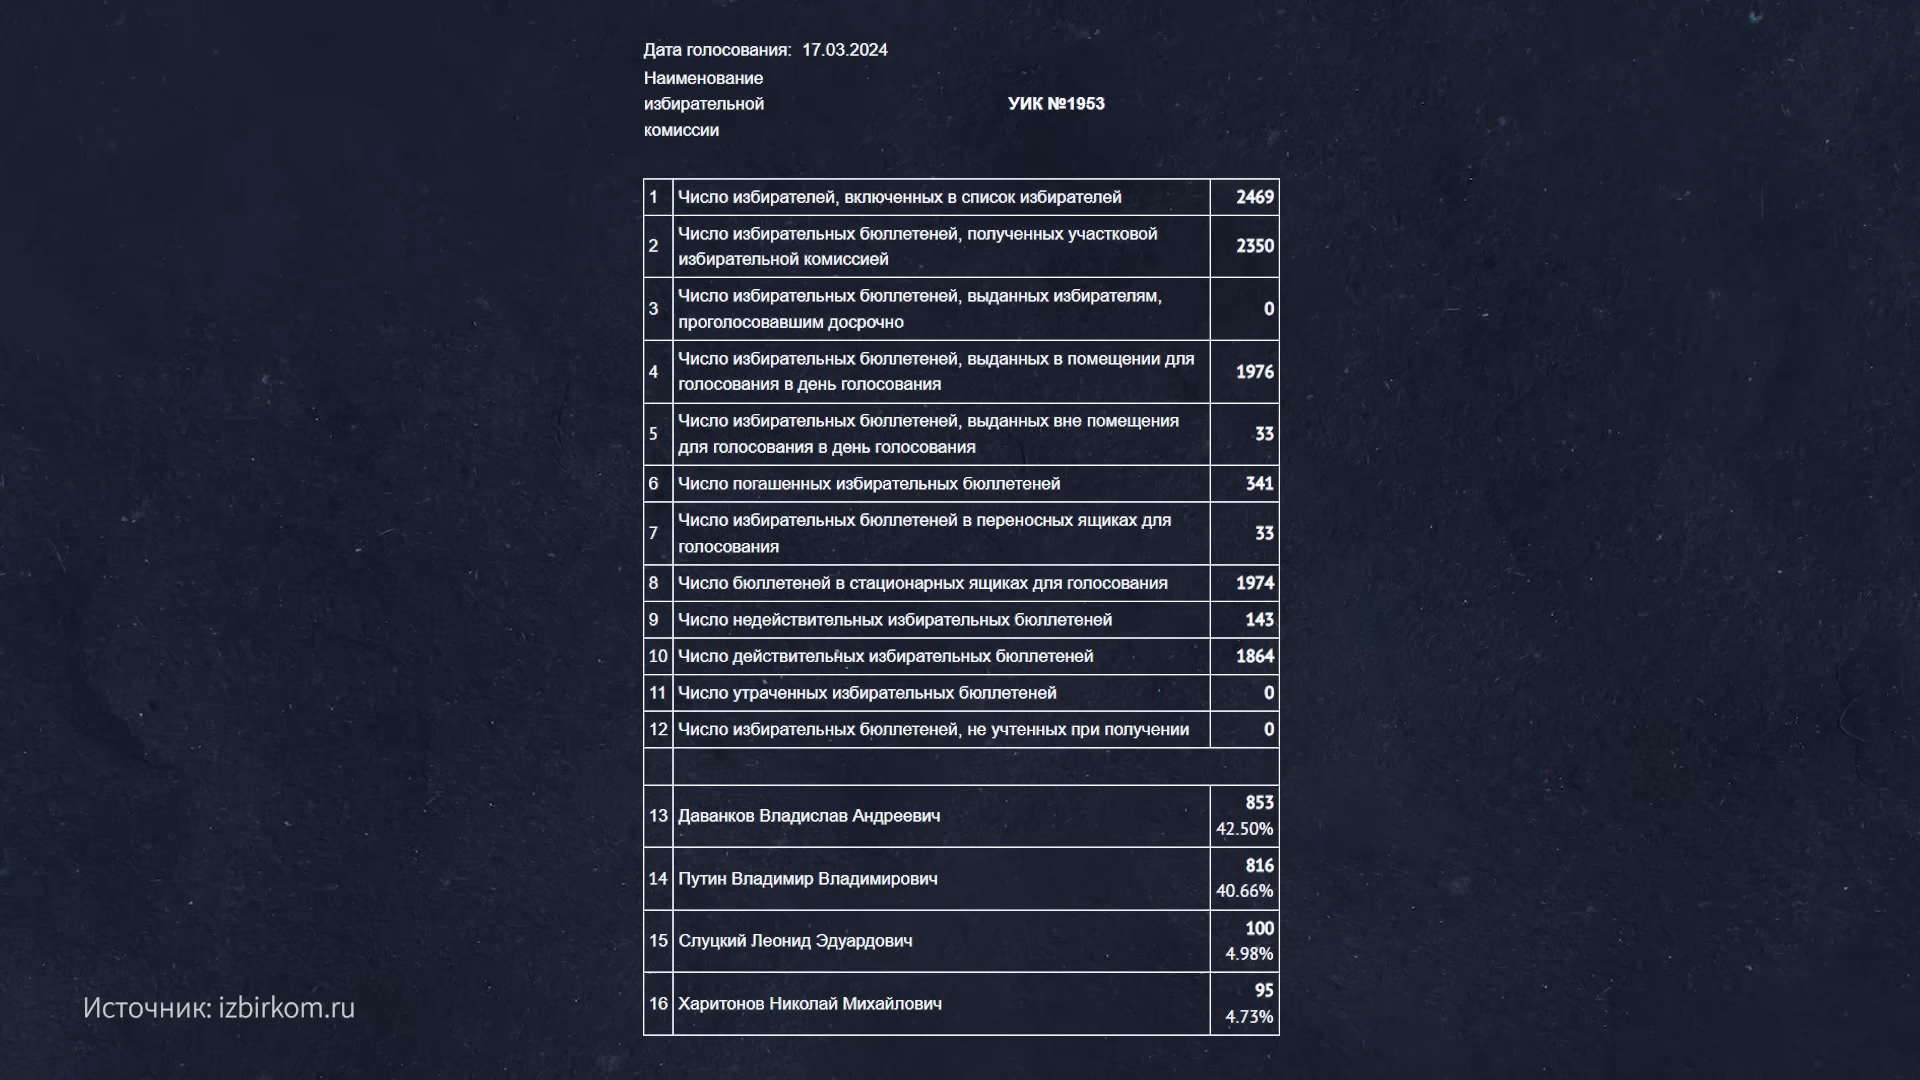 Дата голосования: 17.03.2024
Наименование
избирательной
комиссии
УИК №1953
1 Число избирателей, включенных в список избирателей 2469
2 Число избирательных бюллетеней, полученных участковой
избирательной комиссией 2350
3 Число избирательных бюллетеней, выданных избирателям,
проголосовавшим досрочно 0
4 Число избирательных бюллетеней, выданных в помещении для
голосования в день голосования 1976
5 Число избирательных бюллетеней, выданных вне помещения
для голосования в день голосования 33
6 Число погашенных избирательных бюллетеней 341
7 Число избирательных бюллетеней в переносных ящиках для
голосования 33
8 Число бюллетеней в стационарных ящиках для голосования 1974
9 Число недействительных избирательных бюллетеней 143
10 Число действительных избирательных бюллетеней 1864
11 Число утраченных избирательных бюллетеней 0
12 Число избирательных бюллетеней, не учтенных при получении 0
13 Даванков Владислав Андреевич 853
42.50%
14 Путин Владимир Владимирович 816
40.66%
15 Слуцкий Леонид Эдуардович 100
4.98%
16 Харитонов Николай Михайлович 95
4.73%
Источник: izbirkom.ru